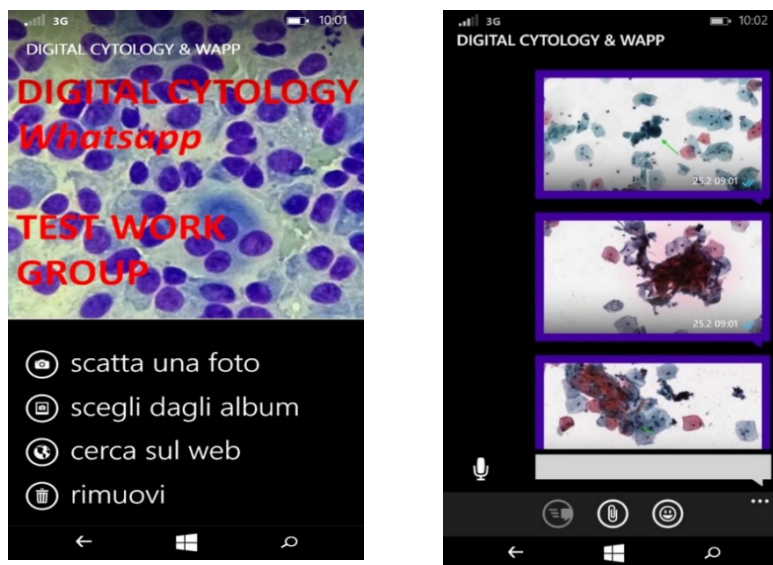 3G 10:01
DIGITAL CYTOLOGY & WAPP
DIGITAL CYTOLOGY
Whatsapp
TEST WORK
GROUP
scatta una foto
scegli dagli album
cerca sul web
rimuovi
3G 10:02
DIGITAL CYTOLOGY & WAPP
25.2 09:01
25.2 09:01